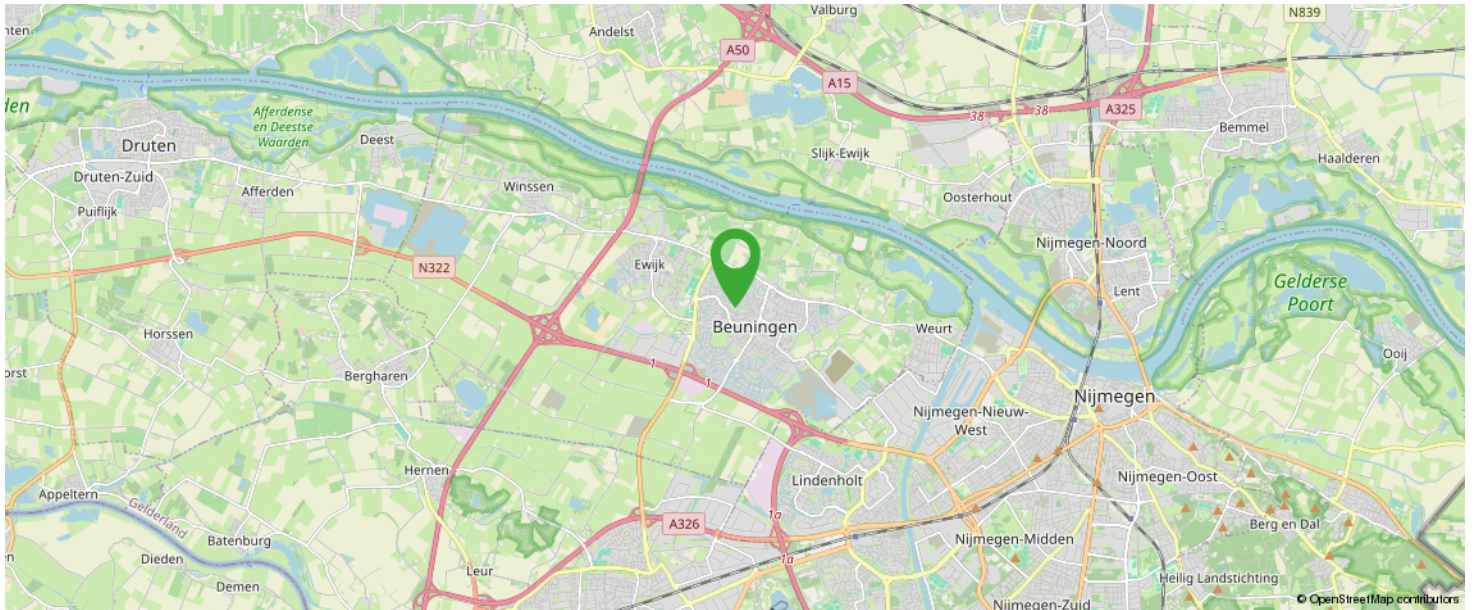 Valburg
N839
Andelst
A50
A15
38
38
A325
Afferdense
en Deestse
Waarden
Bemmel
Druten
Deest
Slijk-Ewijk
Haalderen
Druten-Zuid
Afferden
Winssen
Oosterhout
Puiflijk
Nijmegen-Noord
N322
Ewijk
Gelderse
Poort
Lent
Horssen
Beuningen
Weurt
Ooij
Bergharen
1
1
Nijmegen
Nijmegen-Nieuw-
West
Hernen
Lindenholt
Nijmegen-Oost
Appeltern
Gelderland
1a
A326
Berg en Dal
Batenburg
Nijmegen-Midden
Dieden
1a
Leur
Demen
Heilig Landstichting
Nijmegen-Zuid
© OpenStreetMap contributors